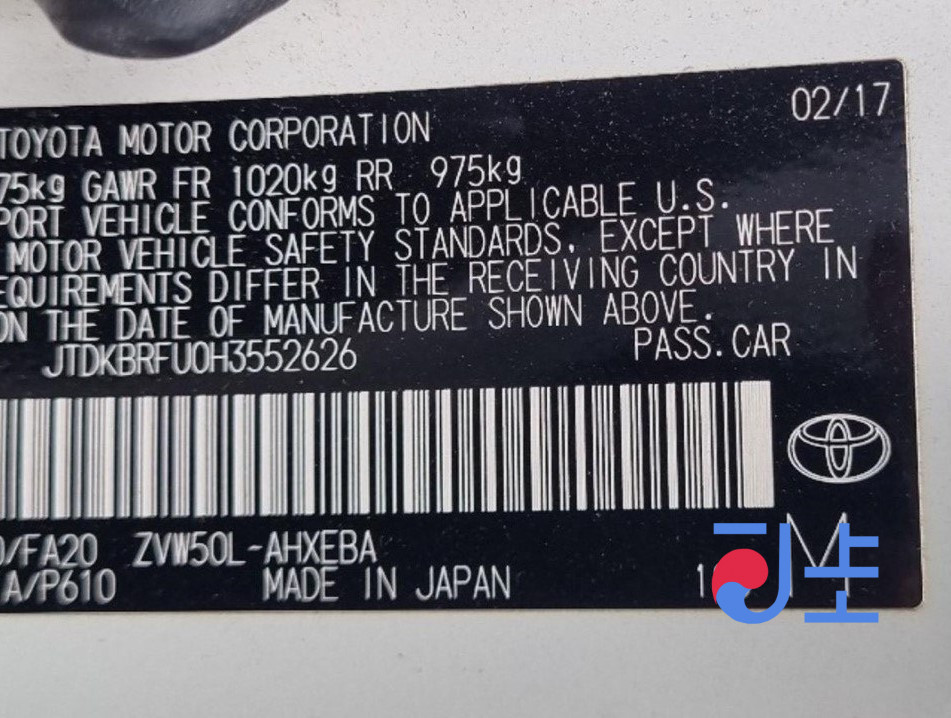 02/17
TOYOTA MOTOR CORPORATION
75kg GAWR FR 1020kg RR 975kg
PORT VEHICLE CONFORMS TO APPLICABLE U.S.
MOTOR VEHICLE SAFETY STANDARDS, EXCEPT WHERE
EQUIREMENTS DIFFER IN THE RECEIVING COUNTRY IN
ON THE DATE OF MANUFACTURE SHOWN ABOVE.
JTDKBRFU0H3552626 PASS.CAR
0/FA20 ZVW50L-AHXEBA M
A/P610 MADE IN JAPAN 1